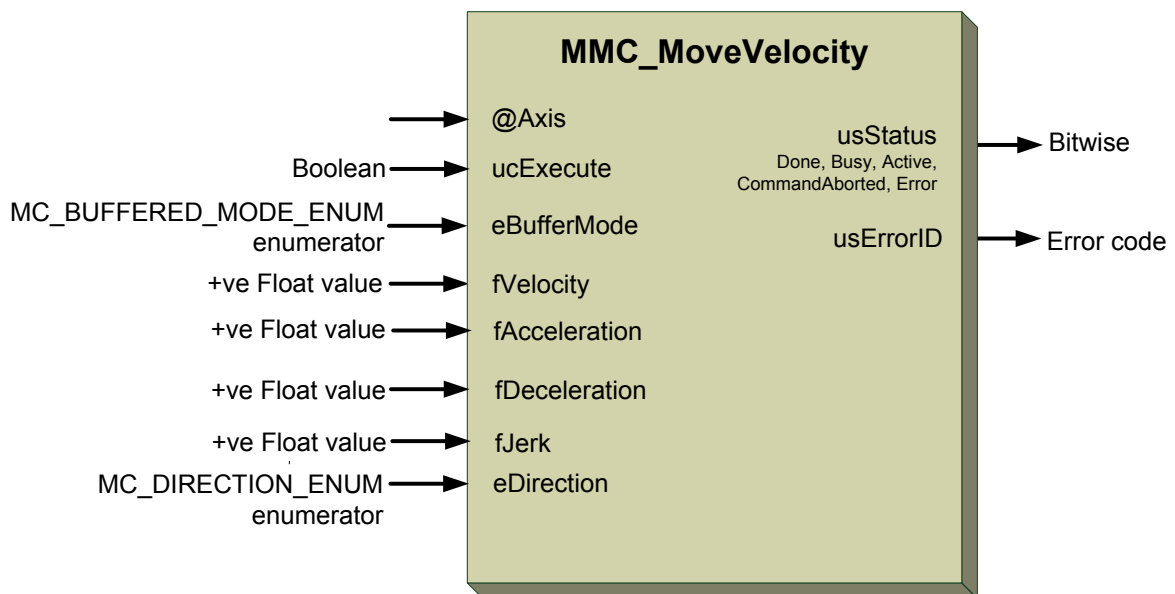 MMC_MoveVelocity
@Axis
usStatus
Done, Busy, Active,
CommandAborted, Error
Bitwise
Boolean
ucExecute
MC_BUFFERED_MODE_ENUM
enumerator
eBufferMode
usErrorID
Error code
+ve Float value
fVelocity
+ve Float value
fAcceleration
+ve Float value
fDeceleration
+ve Float value
fJerk
MC_DIRECTION_ENUM
enumerator
eDirection